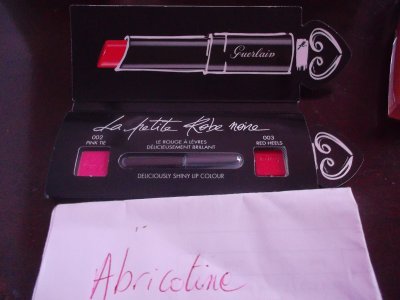 Guerlain
La petite Robe noire
002
PINK TIE
LE ROUGE À LÈVRES
DÉLICIEUSEMENT BRILLANT
003
RED HEELS
DELICIOUSLY SHINY LIP COLOUR
Abricotine